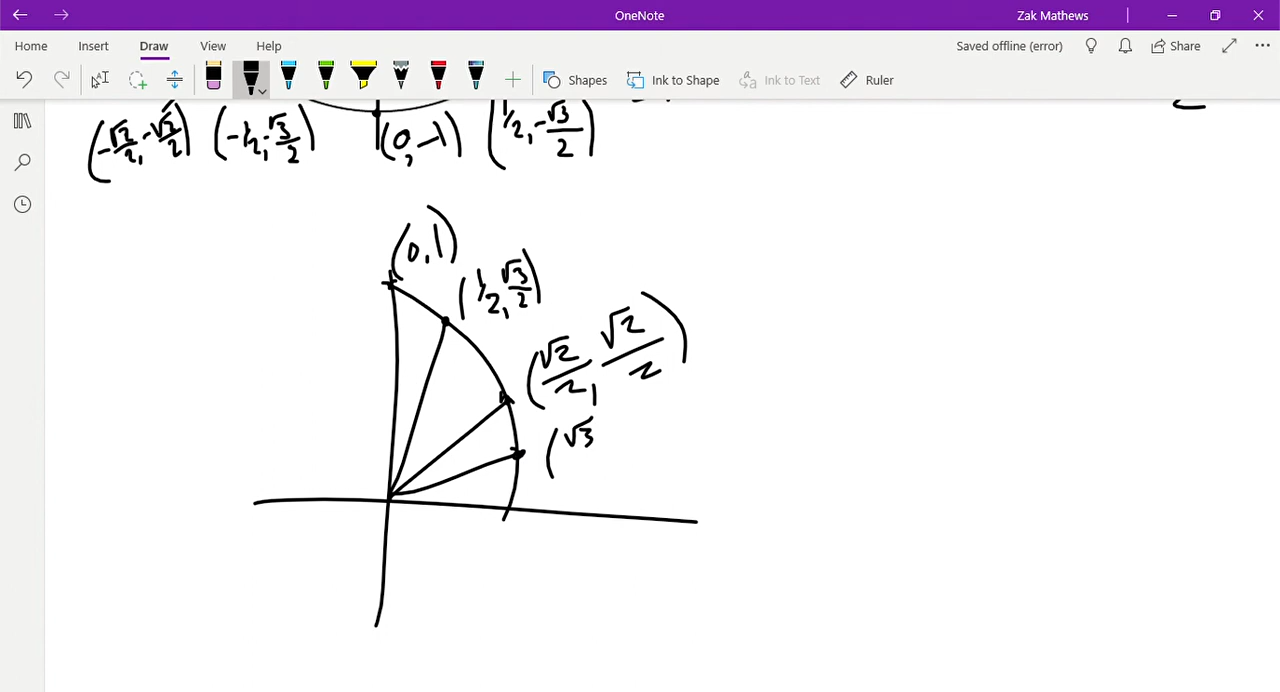 OneNote
Zak Mathews
Home Insert Draw View Help
Saved offline (error)
Share
Shapes
Ink to Shape
Ink to Text
Ruler
(-√2/2, -√2/2) (-1/2, -√3/2) (0, -1) (1/2, -√3/2)
2
(0, 1)
(1/2, √3/2)
(√2/2, √2/2)
(√3